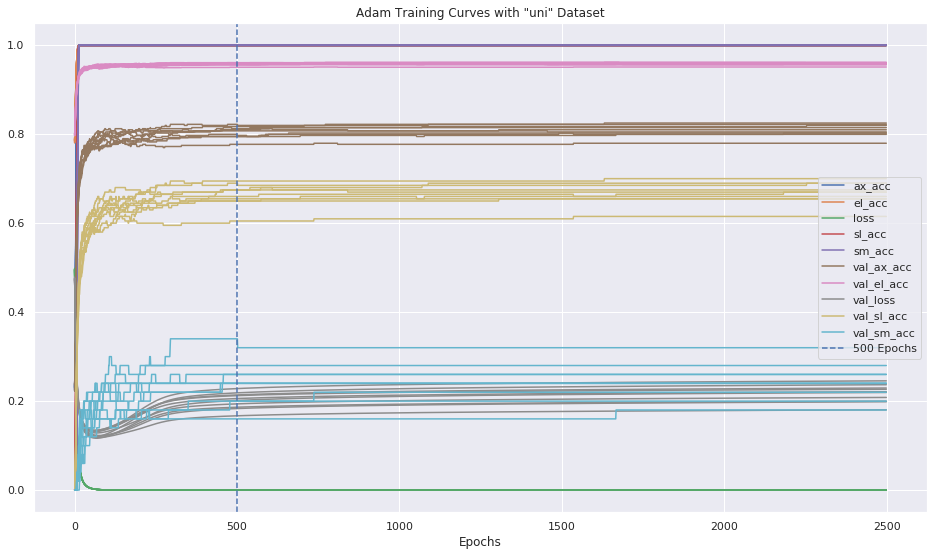 Adam Training Curves with "uni" Dataset
1.0
0.8
0.6
0.4
0.2
0.0
ax_acc
el_acc
loss
sl_acc
sm_acc
val_ax_acc
val_el_acc
val_loss
val_sl_acc
val_sm_acc
500 Epochs
0 500 1000 1500 2000 2500
Epochs